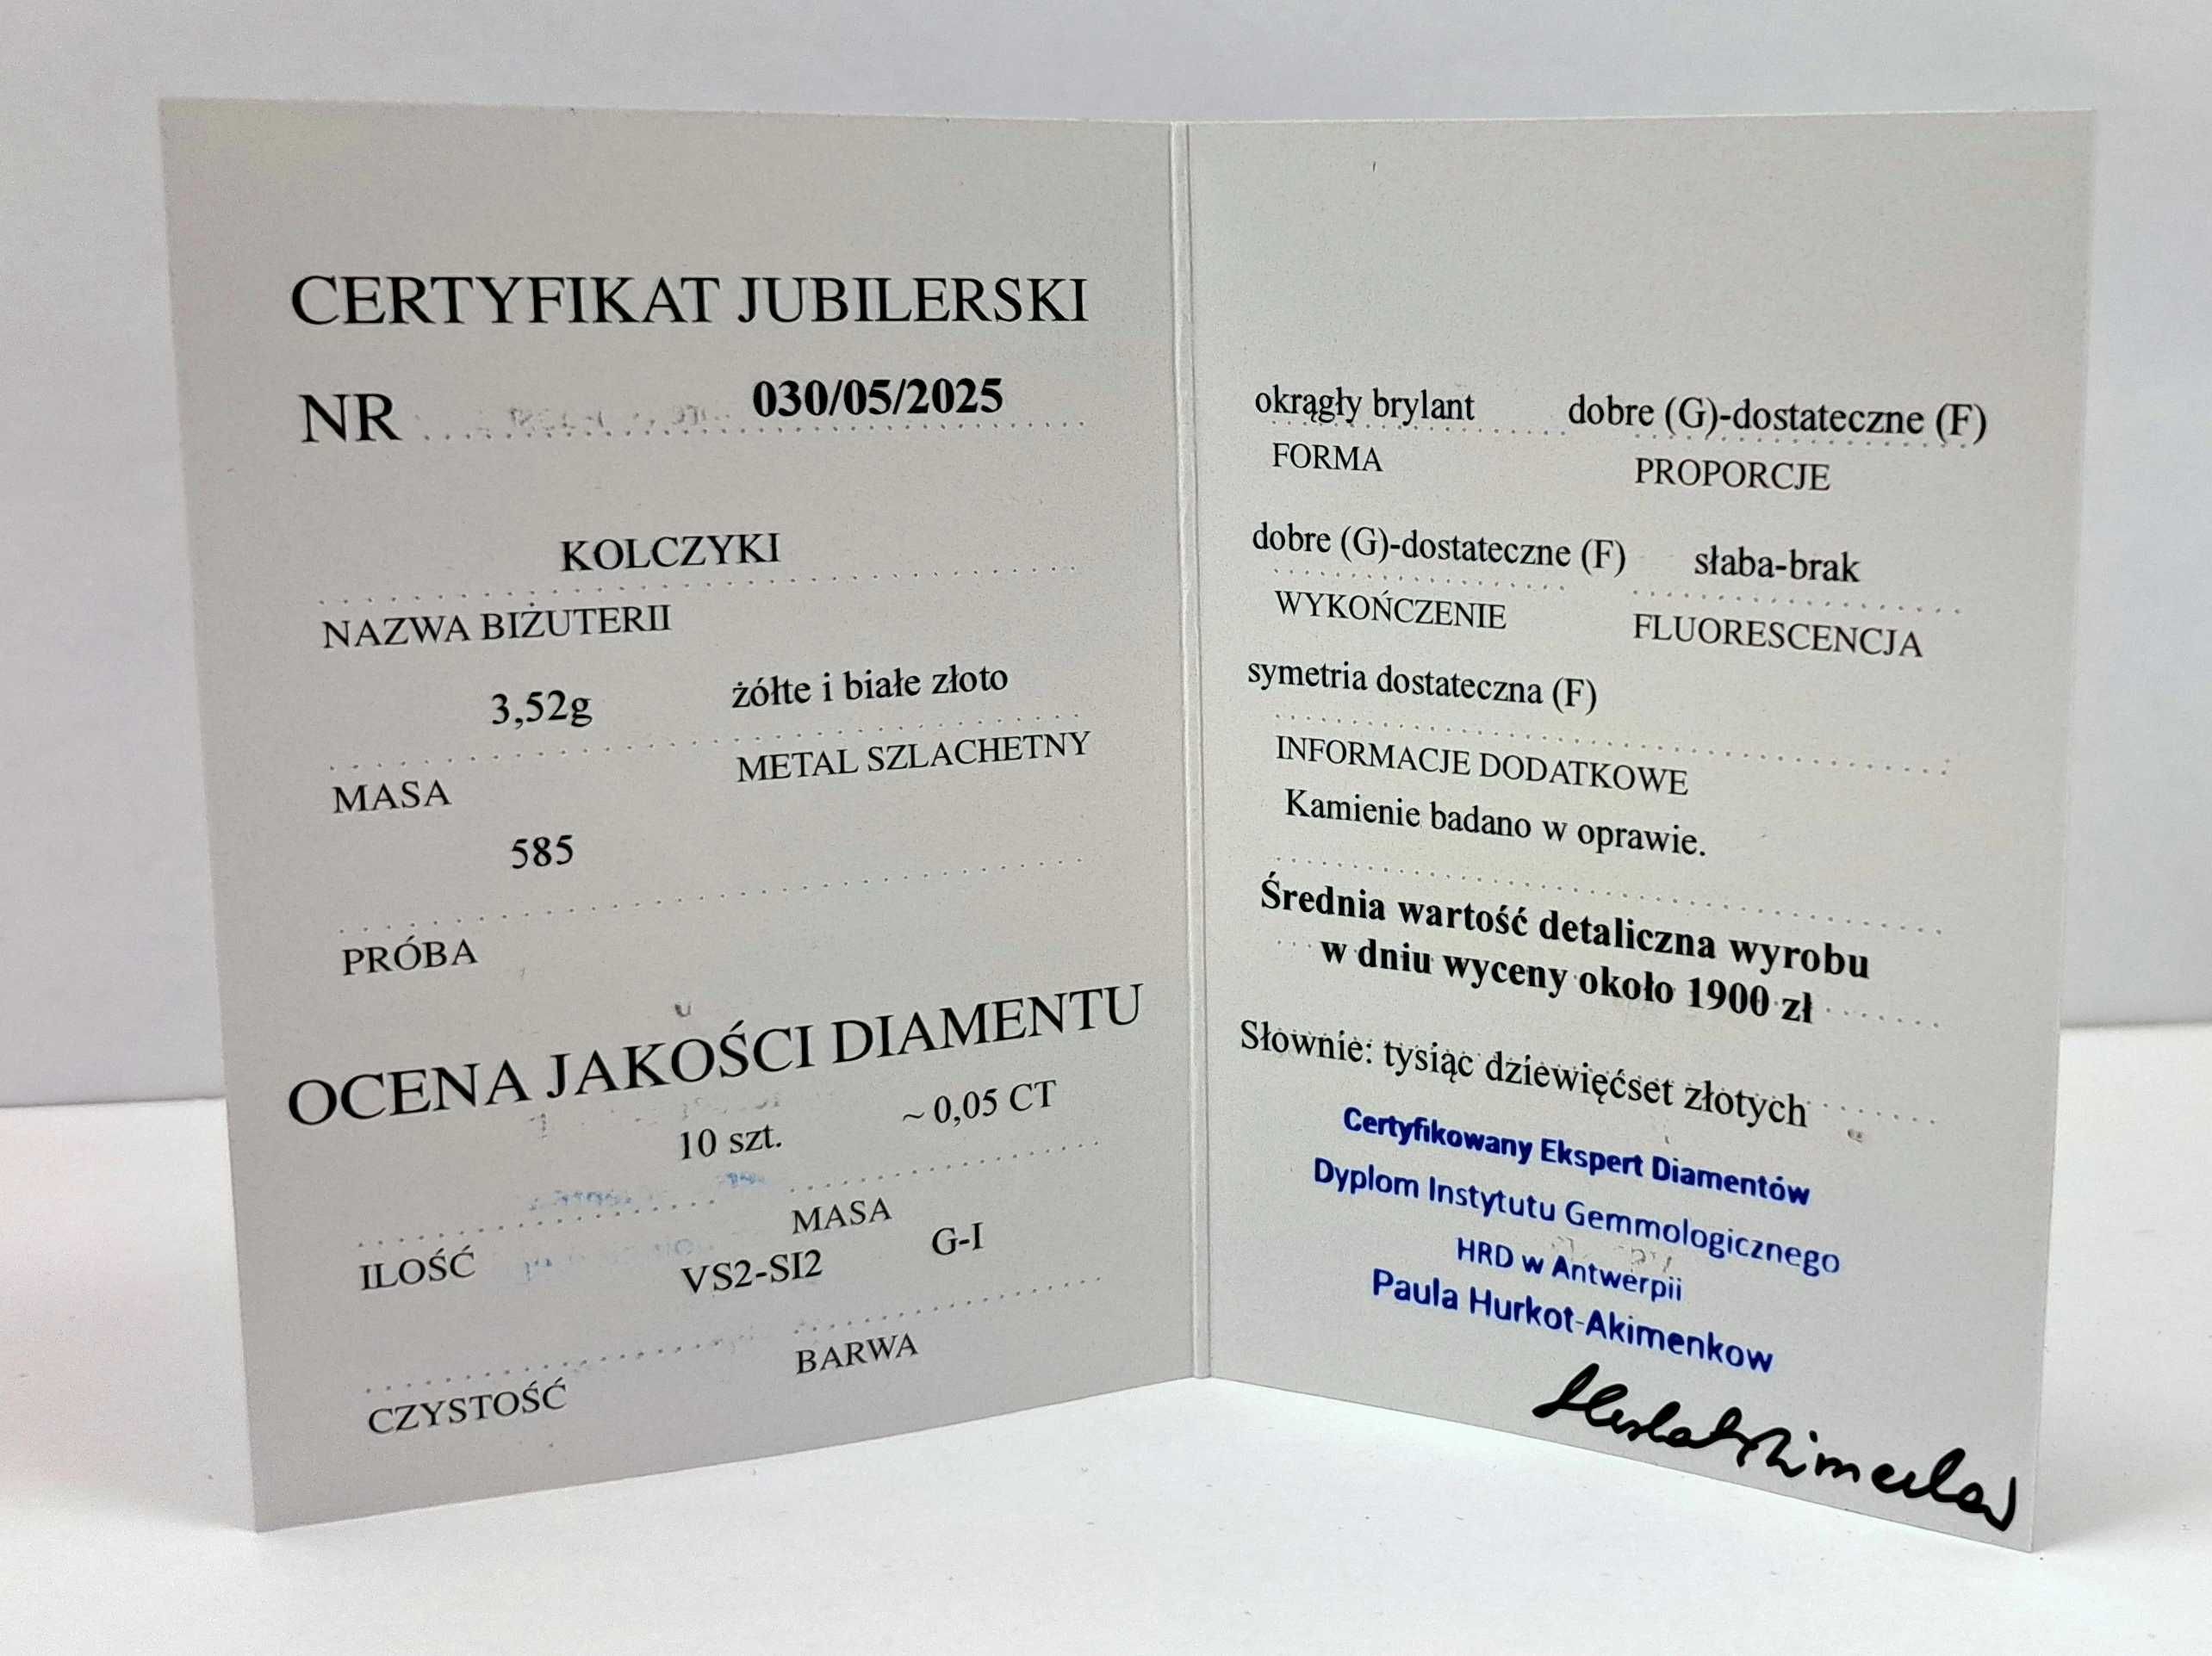 CERTYFIKAT JUBILERSKI
NR 030/05/2025
KOLCZYKI
NAZWA BIŻUTERII
3,52g żółte i białe złoto
MASA METAL SZLACHETNY
585
PRÓBA
OCENA JAKOŚCI DIAMENTU
10 szt. ~ 0,05 CT
ILOŚĆ MASA
VS2-SI2 G-I
CZYSTOŚĆ BARWA
okrągły brylant dobre (G)-dostateczne (F)
FORMA PROPORCJE
dobre (G)-dostateczne (F) słaba-brak
WYKOŃCZENIE FLUORESCENCJA
symetria dostateczna (F)
INFORMACJE DODATKOWE
Kamienie badano w oprawie.
Średnia wartość detaliczna wyrobu
w dniu wyceny około 1900 zł
Słownie: tysiąc dziewięćset złotych
Certyfikowany Ekspert Diamentów
Dyplom Instytutu Gemmologicznego
HRD w Antwerpii
Paula Hurkot-Akimenkow